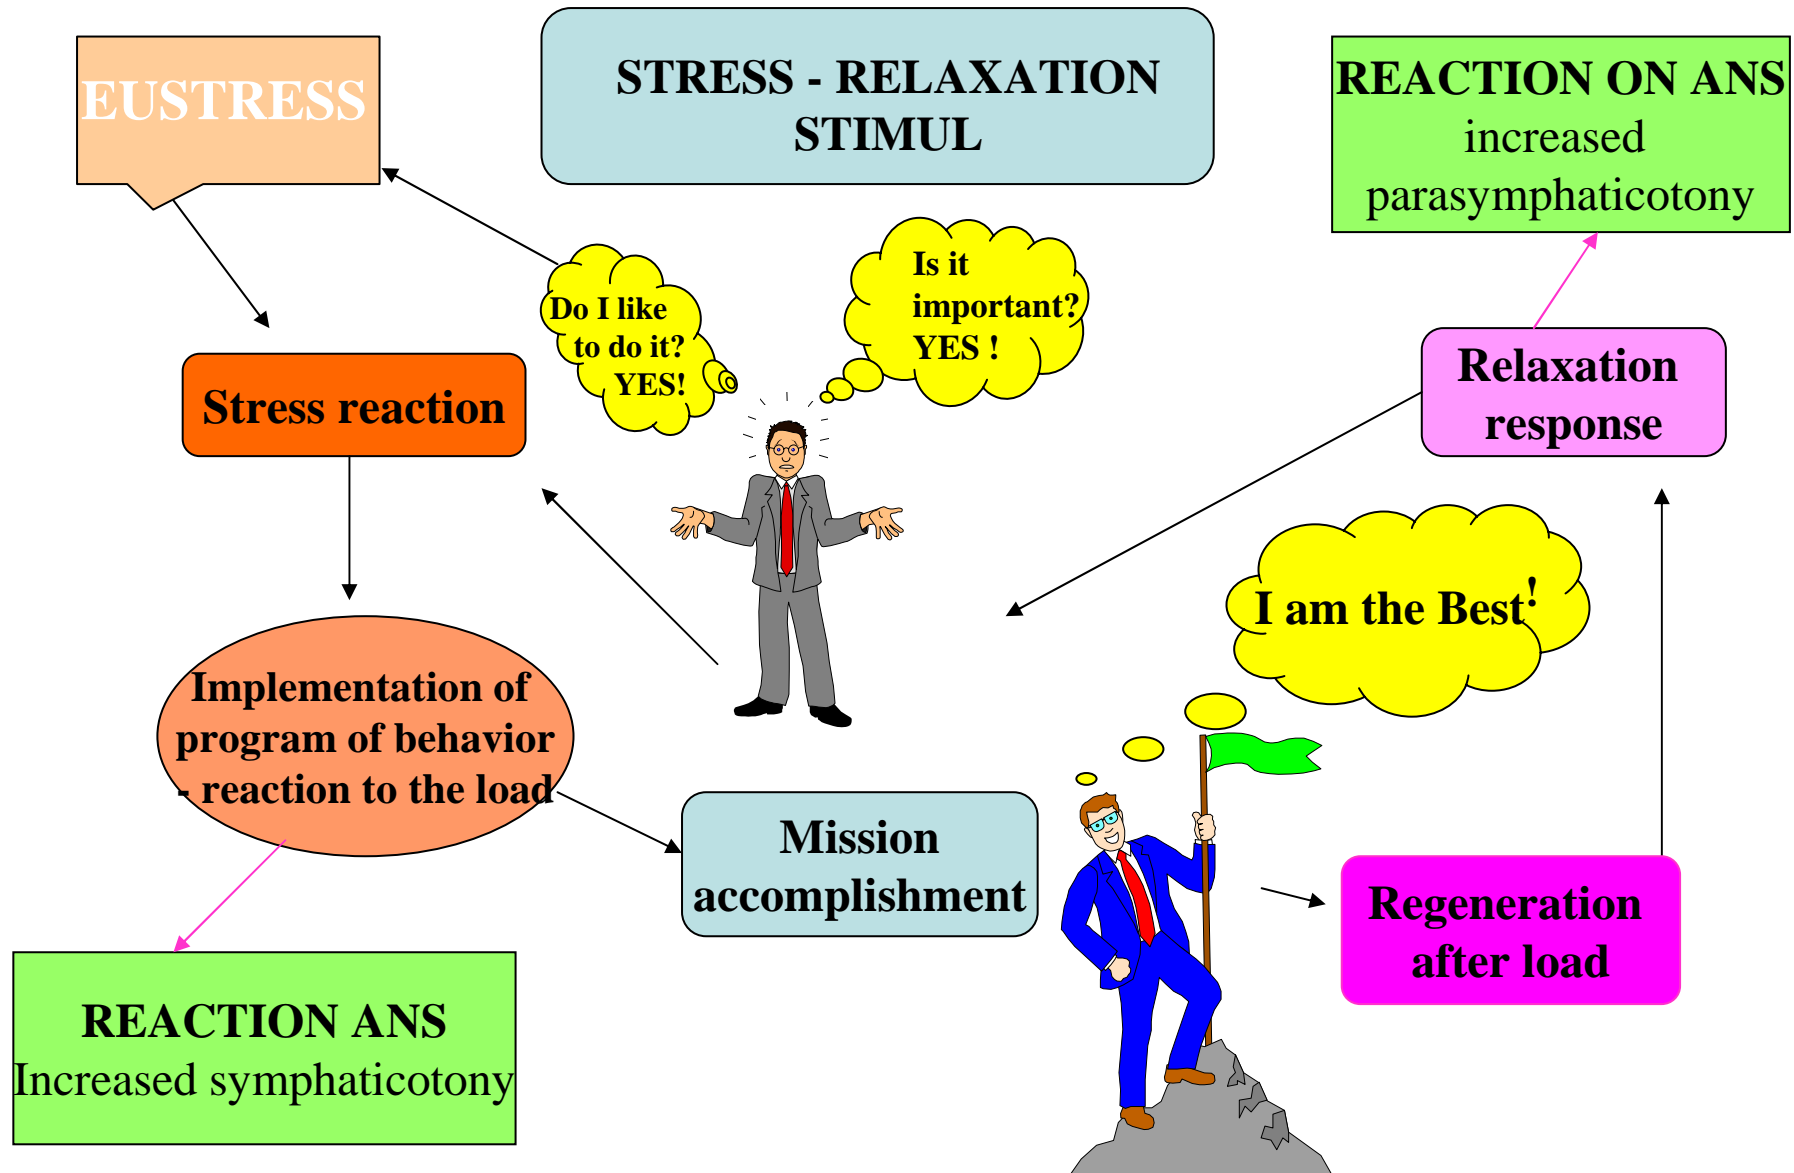 EUSTRESS
STRESS - RELAXATION
STIMUL
REACTION ON ANS
increased
parasymphaticotony
Do I like
to do it?
YES!
Is it
important?
YES !
Stress reaction
Relaxation
response
I am the Best!
Implementation of
program of behavior
- reaction to the load
Mission
accomplishment
Regeneration
after load
REACTION ANS
Increased symphaticotony